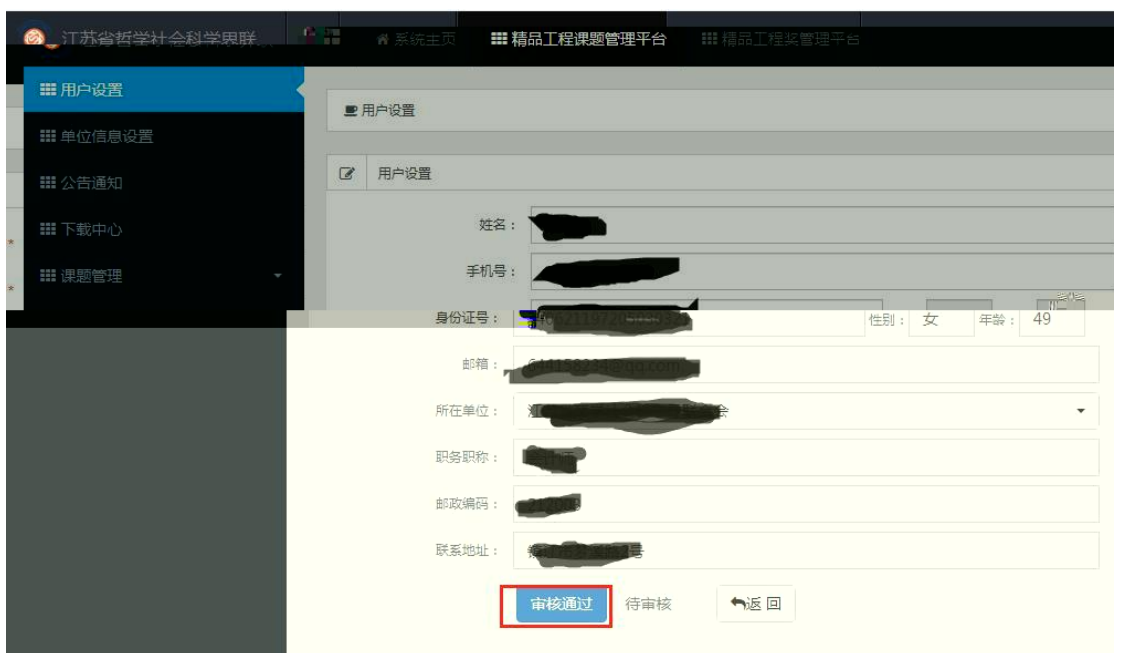 江苏省哲学社会科学界联
系统主页
精品工程课题管理平台
精品工程奖管理平台
用户设置
单位信息设置
公告通知
下载中心
课题管理
用户设置
用户设置
姓名：
手机号：
身份证号：
性别：
女
年龄：
49
邮箱：
所在单位：
会
职务职称：
邮政编码：
联系地址：
号
审核通过
待审核
返 回